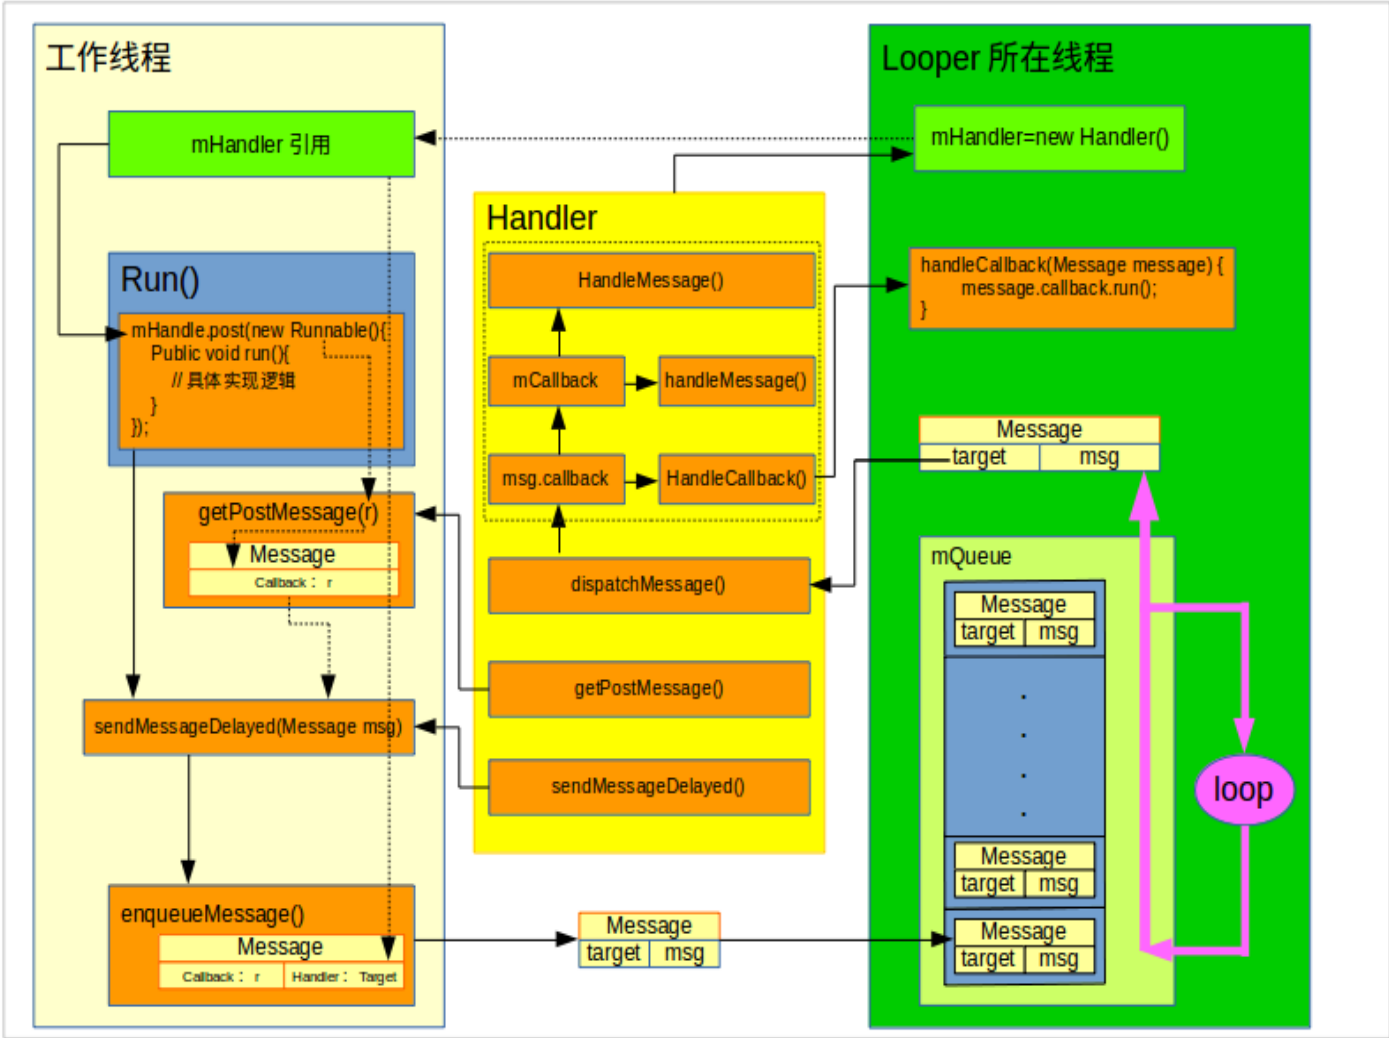 工作线程
mHandler 引用
Run()
mHandle.post(new Runnable(){
Public void run(){
// 具体实现逻辑
}
});
getPostMessage(r)
Message
Callback： r
sendMessageDelayed(Message msg)
enqueueMessage()
Message
Callback： r
Handler： Target
Handler
HandleMessage()
mCallback
handleMessage()
msg.callback
HandleCallback()
dispatchMessage()
getPostMessage()
sendMessageDelayed()
Message
target
msg
Looper 所在线程
mHandler=new Handler()
handleCallback(Message message) {
message.callback.run();
}
Message
target
msg
mQueue
Message
target
msg
.
.
.
.
Message
target
msg
Message
target
msg
loop